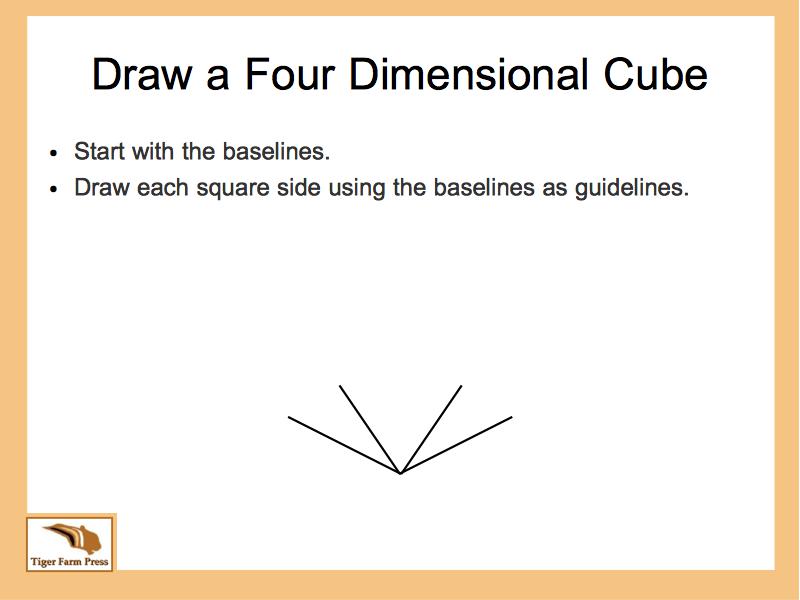 Draw a Four Dimensional Cube
• Start with the baselines.
• Draw each square side using the baselines as guidelines.
Tiger Farm Press